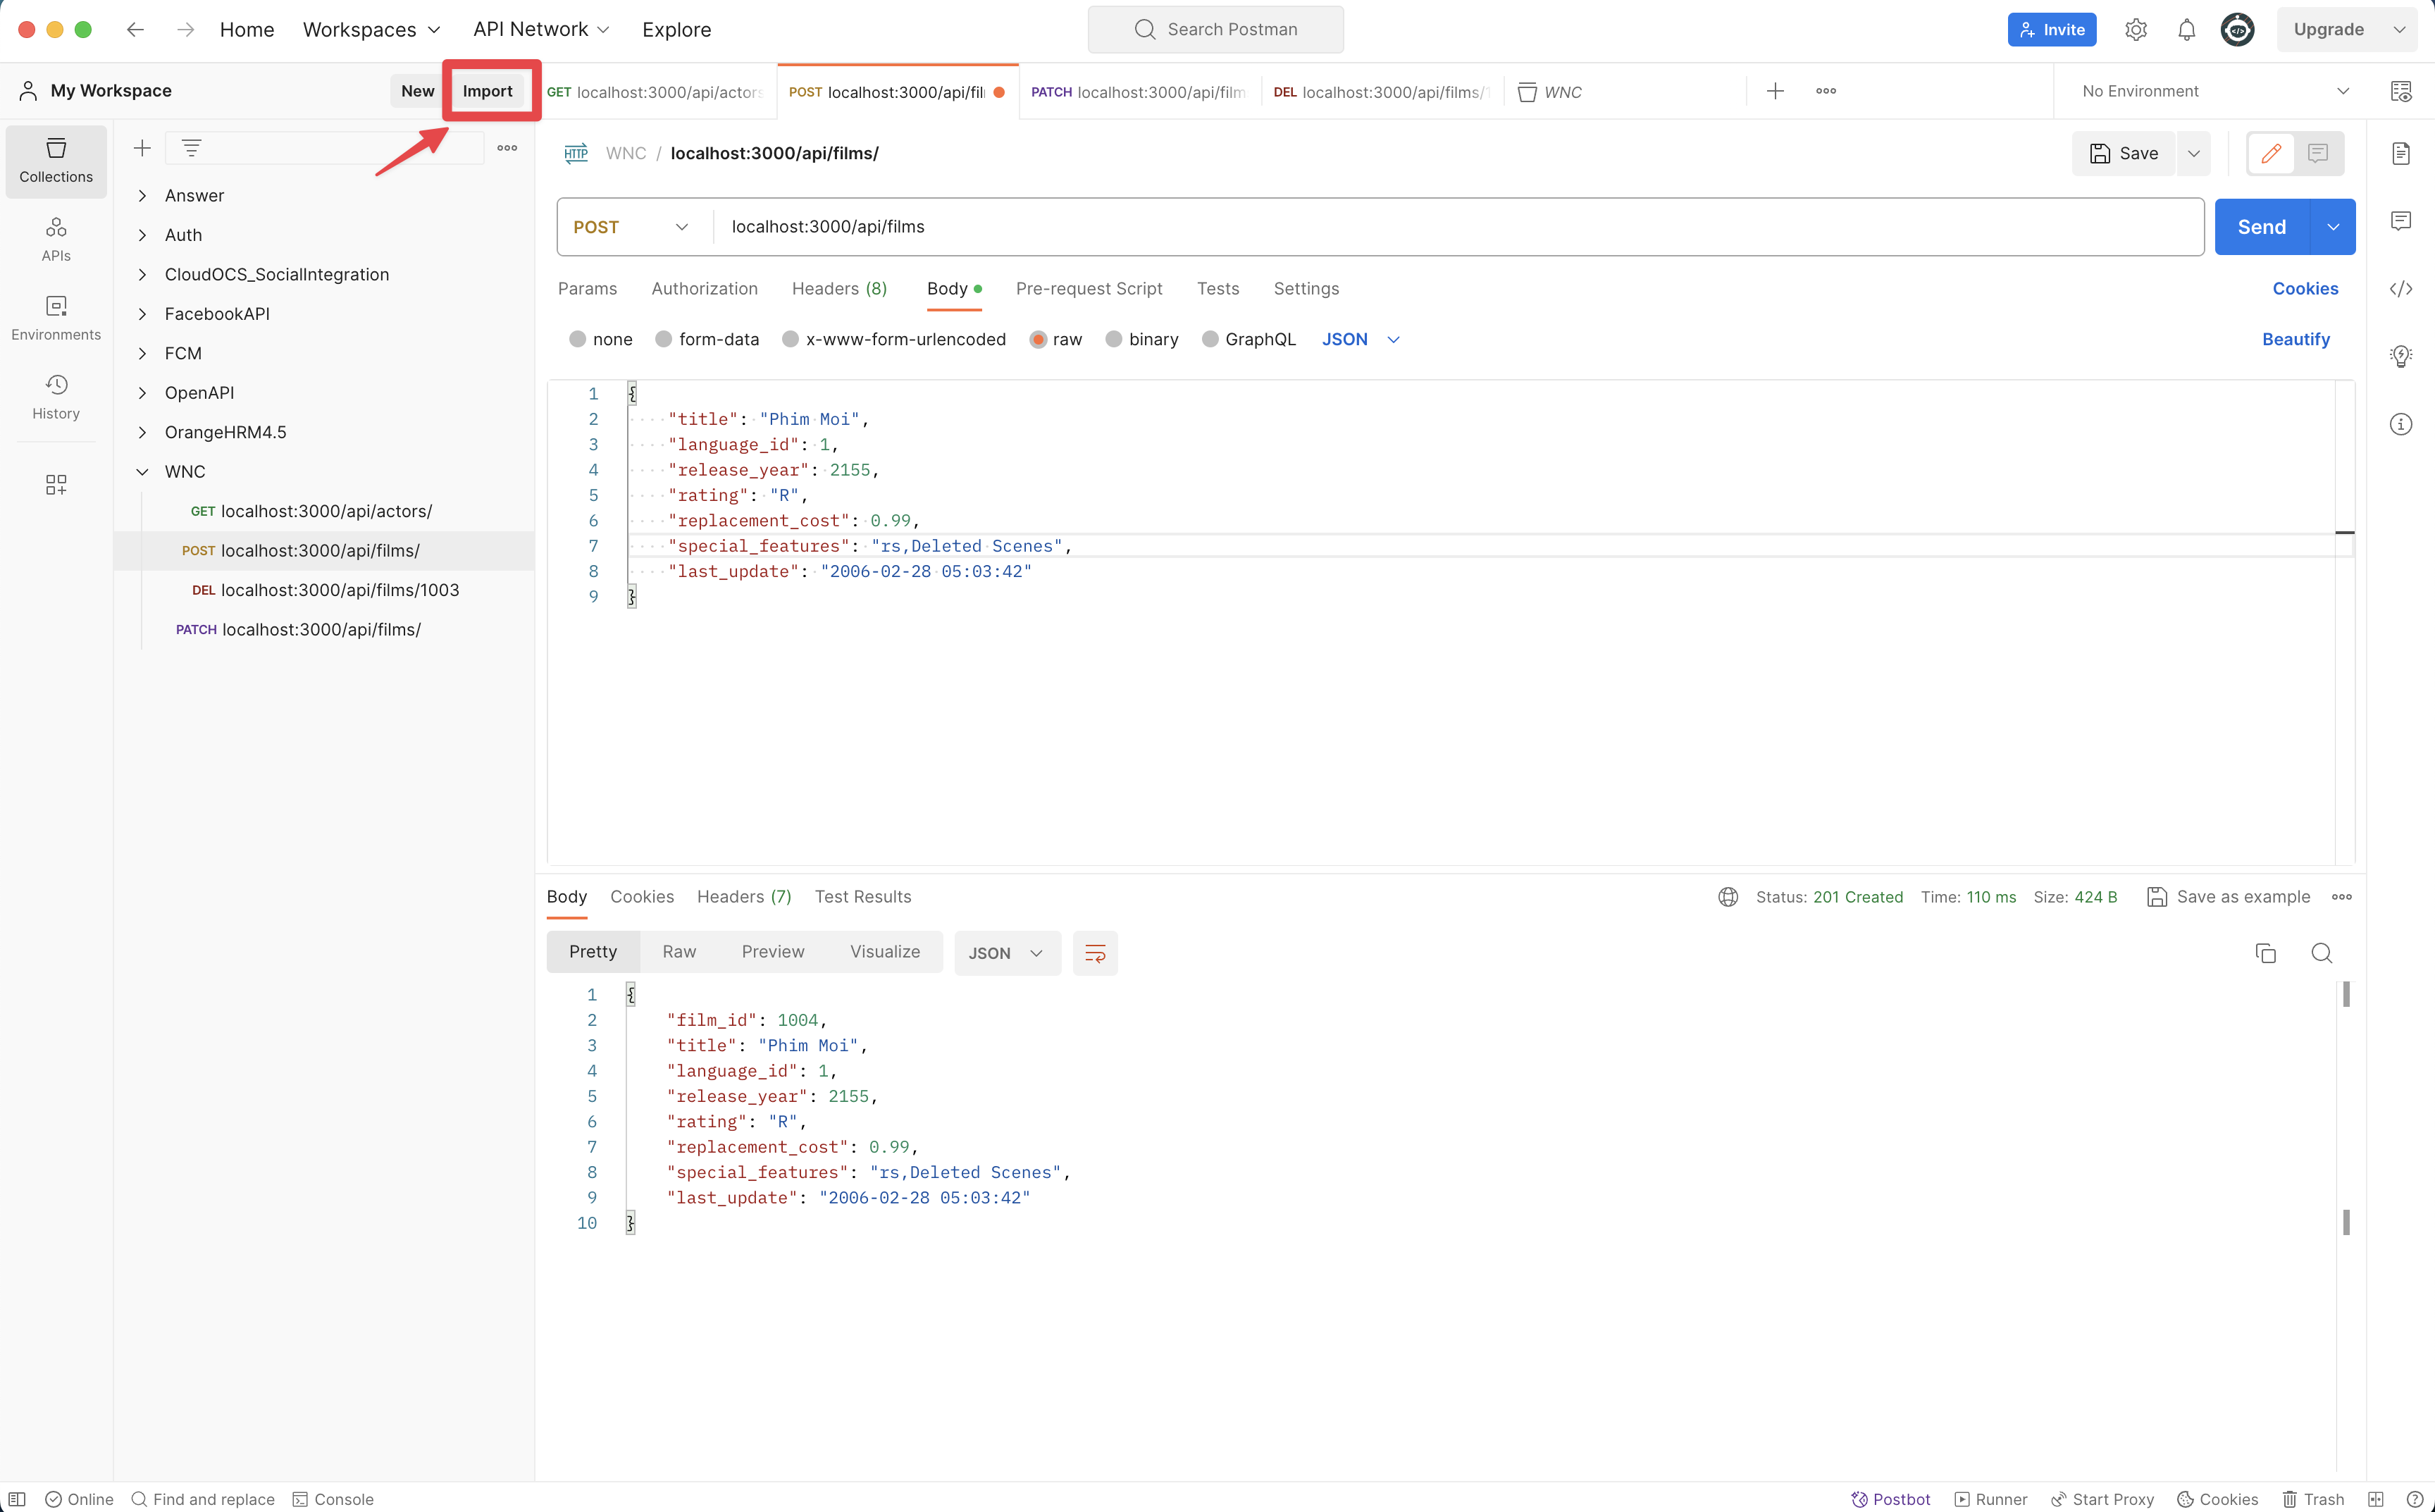 Home Workspaces API Network Explore Search Postman Invite Upgrade
My Workspace New Import GET localhost:3000/api/actors POST localhost:3000/api/fil PATCH localhost:3000/api/film DEL localhost:3000/api/films/1 WNC No Environment
Collections
APIs
Environments
History
Answer
Auth
CloudOCS_SocialIntegration
FacebookAPI
FCM
OpenAPI
OrangeHRM4.5
WNC
GET localhost:3000/api/actors/
POST localhost:3000/api/films/
DEL localhost:3000/api/films/1003
PATCH localhost:3000/api/films/
HTTP WNC / localhost:3000/api/films/ Save
POST localhost:3000/api/films Send
Params Authorization Headers (8) Body Pre-request Script Tests Settings Cookies
none form-data x-www-form-urlencoded raw binary GraphQL JSON Beautify
1 {
2 "title": "Phim Moi",
3 "language_id": 1,
4 "release_year": 2155,
5 "rating": "R",
6 "replacement_cost": 0.99,
7 "special_features": "rs,Deleted Scenes",
8 "last_update": "2006-02-28 05:03:42"
9 }
Body Cookies Headers (7) Test Results Status: 201 Created Time: 110 ms Size: 424 B Save as example
Pretty Raw Preview Visualize JSON
1 {
2 "film_id": 1004,
3 "title": "Phim Moi",
4 "language_id": 1,
5 "release_year": 2155,
6 "rating": "R",
7 "replacement_cost": 0.99,
8 "special_features": "rs,Deleted Scenes",
9 "last_update": "2006-02-28 05:03:42"
10 }
Online Find and replace Console Postbot Runner Start Proxy Cookies Trash